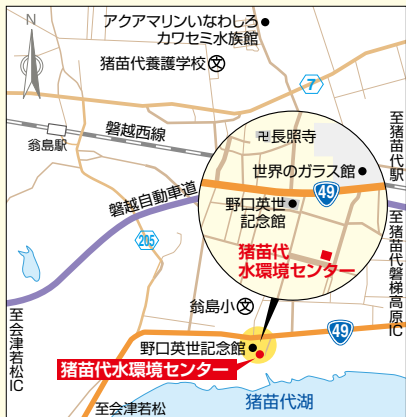 アクアマリンいなわしろ
カワセミ水族館
N
猪苗代養護学校
文
7
至猪苗代駅
磐越西線
翁島駅
卍長照寺
世界のガラス館
49
磐越自動車道
野口英世
記念館
205
猪苗代
水環境センター
至猪苗代磐梯高原IC
翁島小
文
至会津若松IC
49
野口英世記念館
猪苗代水環境センター
至会津若松
猪苗代湖